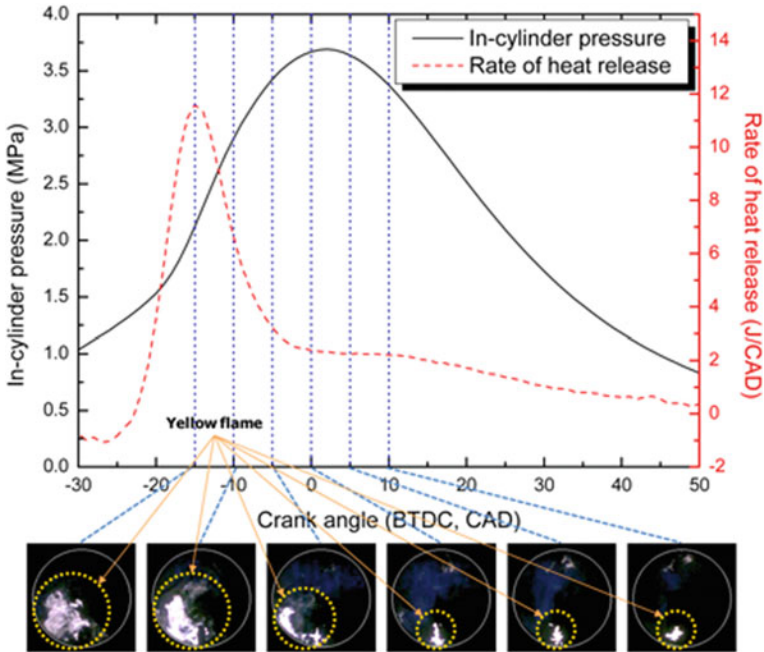 In-cylinder pressure
Rate of heat release
4.0
3.5
3.0
2.5
2.0
1.5
1.0
0.5
0.0
In-cylinder pressure (MPa)
14
12
10
8
6
4
2
0
-2
Rate of heat release (J/CAD)
Yellow flame
-30 -20 -10 0 10 20 30 40 50
Crank angle (BTDC, CAD)